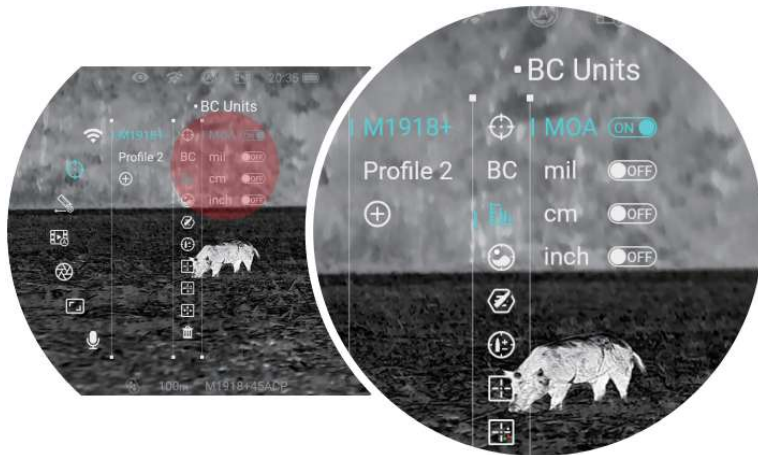 20:35
• BC Units
M1918+ MOA ON
Profile 2 BC mil OFF
cm OFF
inch OFF
100m M1918+45ACP
• BC Units
M1918+ MOA ON
Profile 2 BC mil OFF
cm OFF
inch OFF